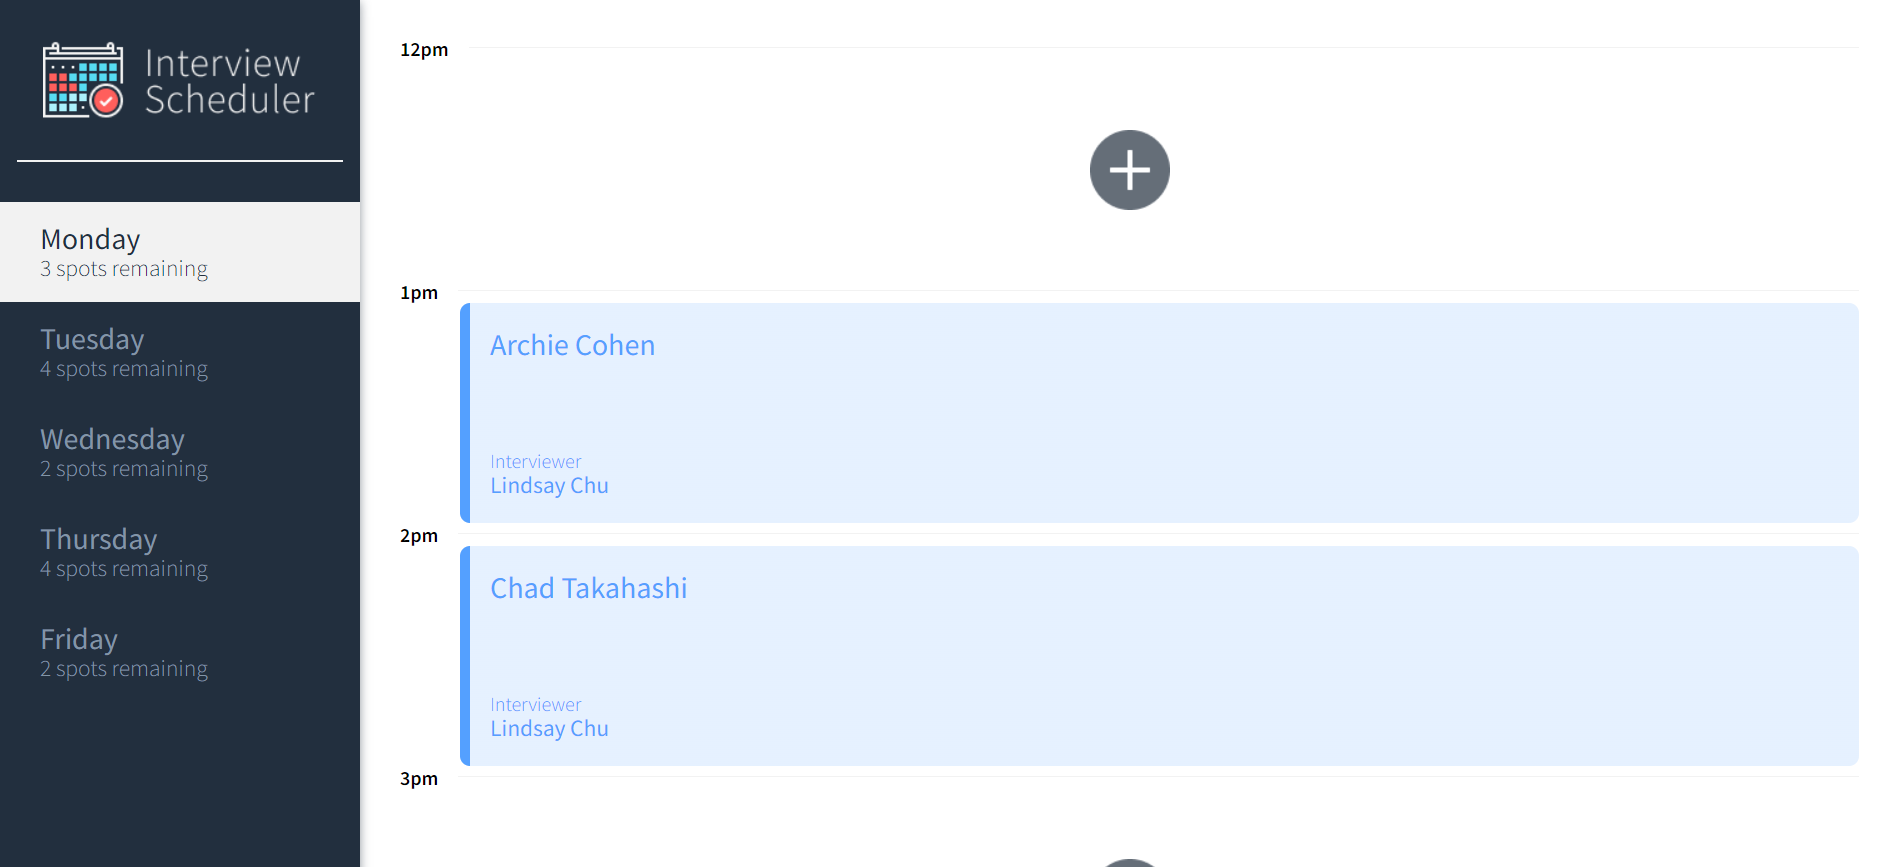 Interview
Scheduler
Monday
3 spots remaining
Tuesday
4 spots remaining
Wednesday
2 spots remaining
Thursday
4 spots remaining
Friday
2 spots remaining
12pm
1pm
Archie Cohen
Interviewer
Lindsay Chu
2pm
Chad Takahashi
Interviewer
Lindsay Chu
3pm